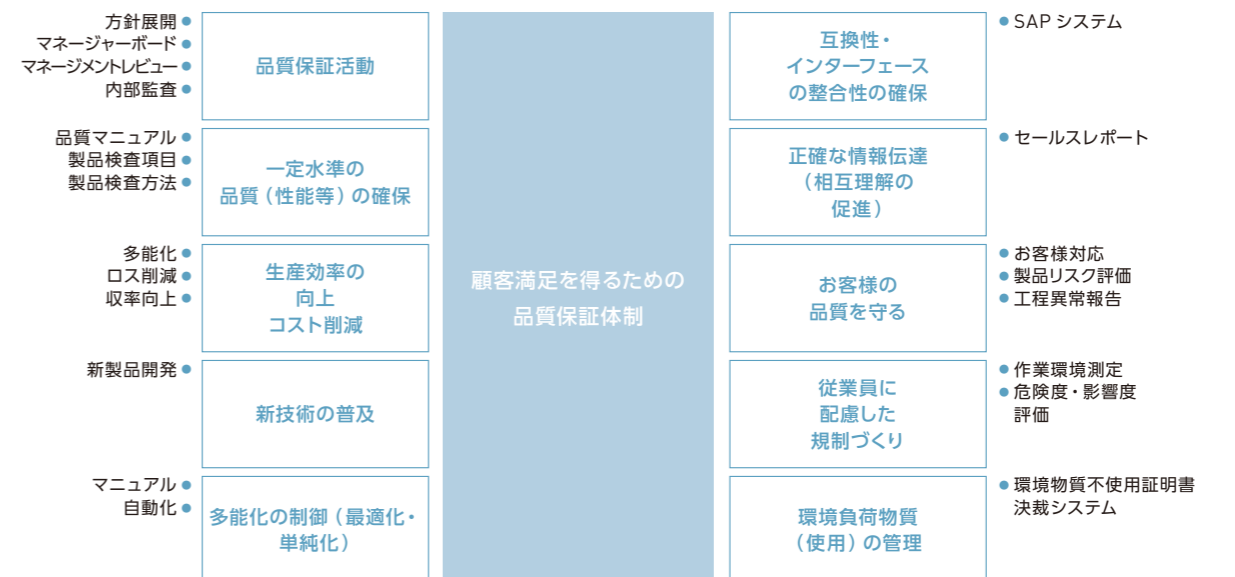 方針展開
マネージャーボード
マネージメントレビュー
内部監査
品質保証活動
品質マニュアル
製品検査項目
製品検査方法
一定水準の
品質（性能等）の確保
多能化
ロス削減
収率向上
生産効率の
向上
コスト削減
新製品開発
新技術の普及
マニュアル
自動化
多能化の制御（最適化・
単純化）
顧客満足を得るための
品質保証体制
互換性・
インターフェース
の整合性の確保
SAP システム
正確な情報伝達
（相互理解の
促進）
セールスレポート
お客様の
品質を守る
お客様対応
製品リスク評価
工程異常報告
従業員に
配慮した
規制づくり
作業環境測定
危険度・影響度
評価
環境負荷物質
（使用）の管理
環境物質不使用証明書
決裁システム